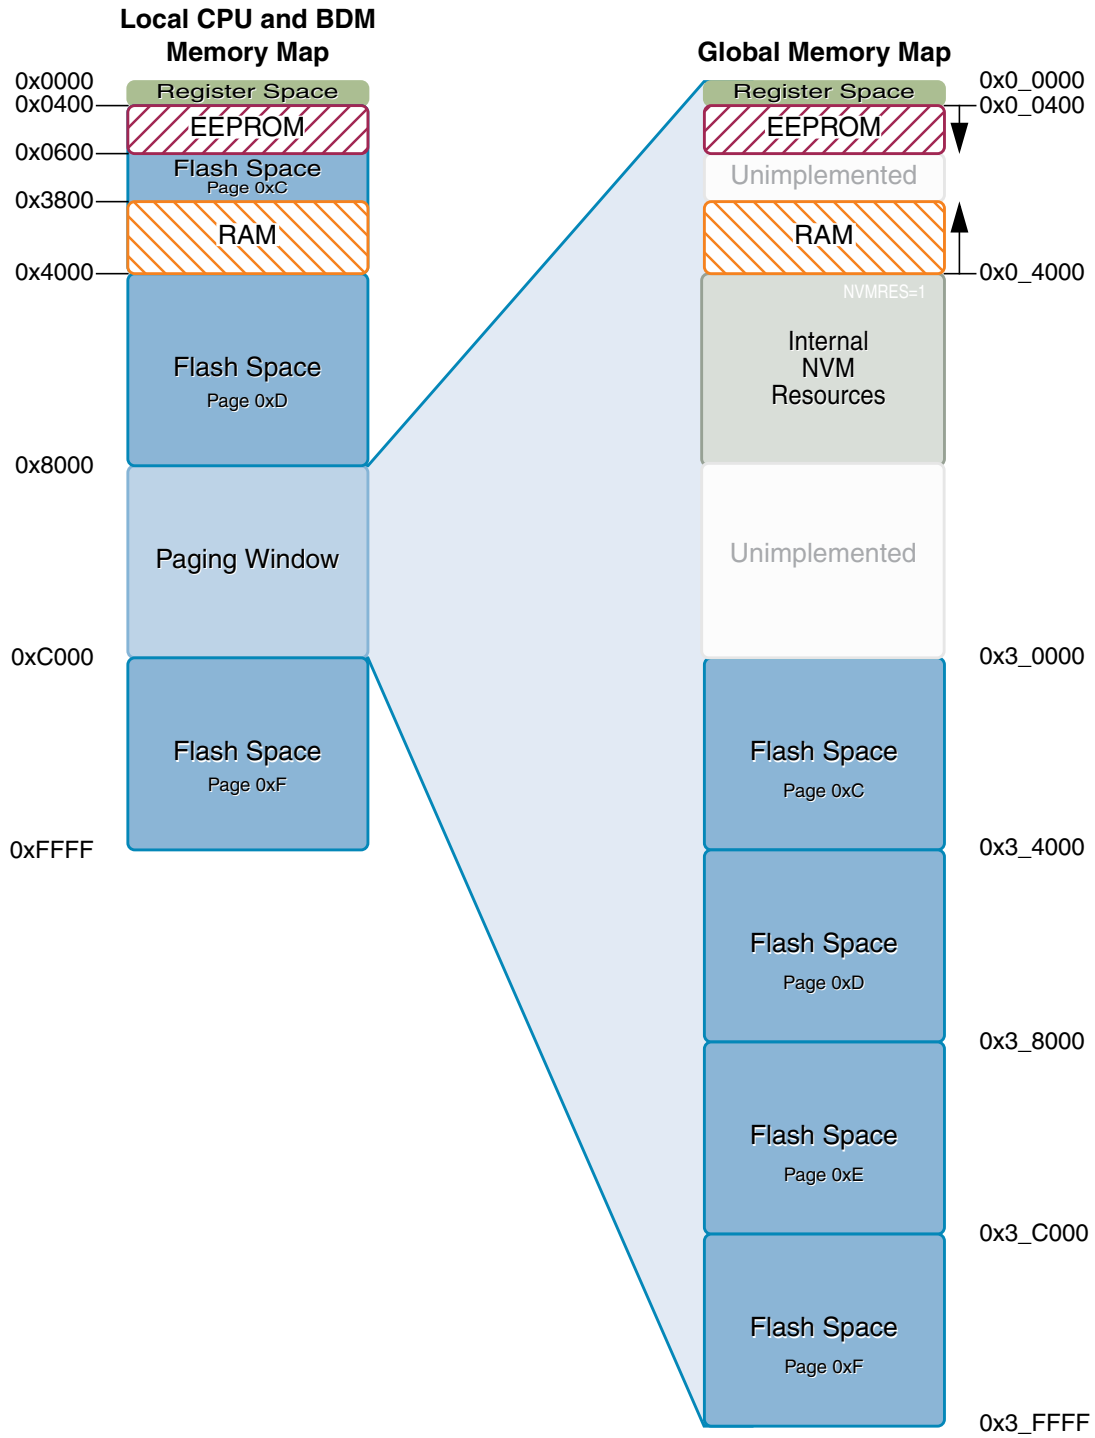 Local CPU and BDM
Memory Map
0x0000
0x0400
0x0600
0x3800
0x4000
0x8000
0xC000
0xFFFF
Register Space
EEPROM
Flash Space
Page 0xC
RAM
Flash Space
Page 0xD
Paging Window
Flash Space
Page 0xF
Global Memory Map
Register Space
EEPROM
Unimplemented
RAM
NVMRES=1
Internal
NVM
Resources
Unimplemented
Flash Space
Page 0xC
Flash Space
Page 0xD
Flash Space
Page 0xE
Flash Space
Page 0xF
0x0_0000
0x0_0400
0x0_4000
0x3_0000
0x3_4000
0x3_8000
0x3_C000
0x3_FFFF